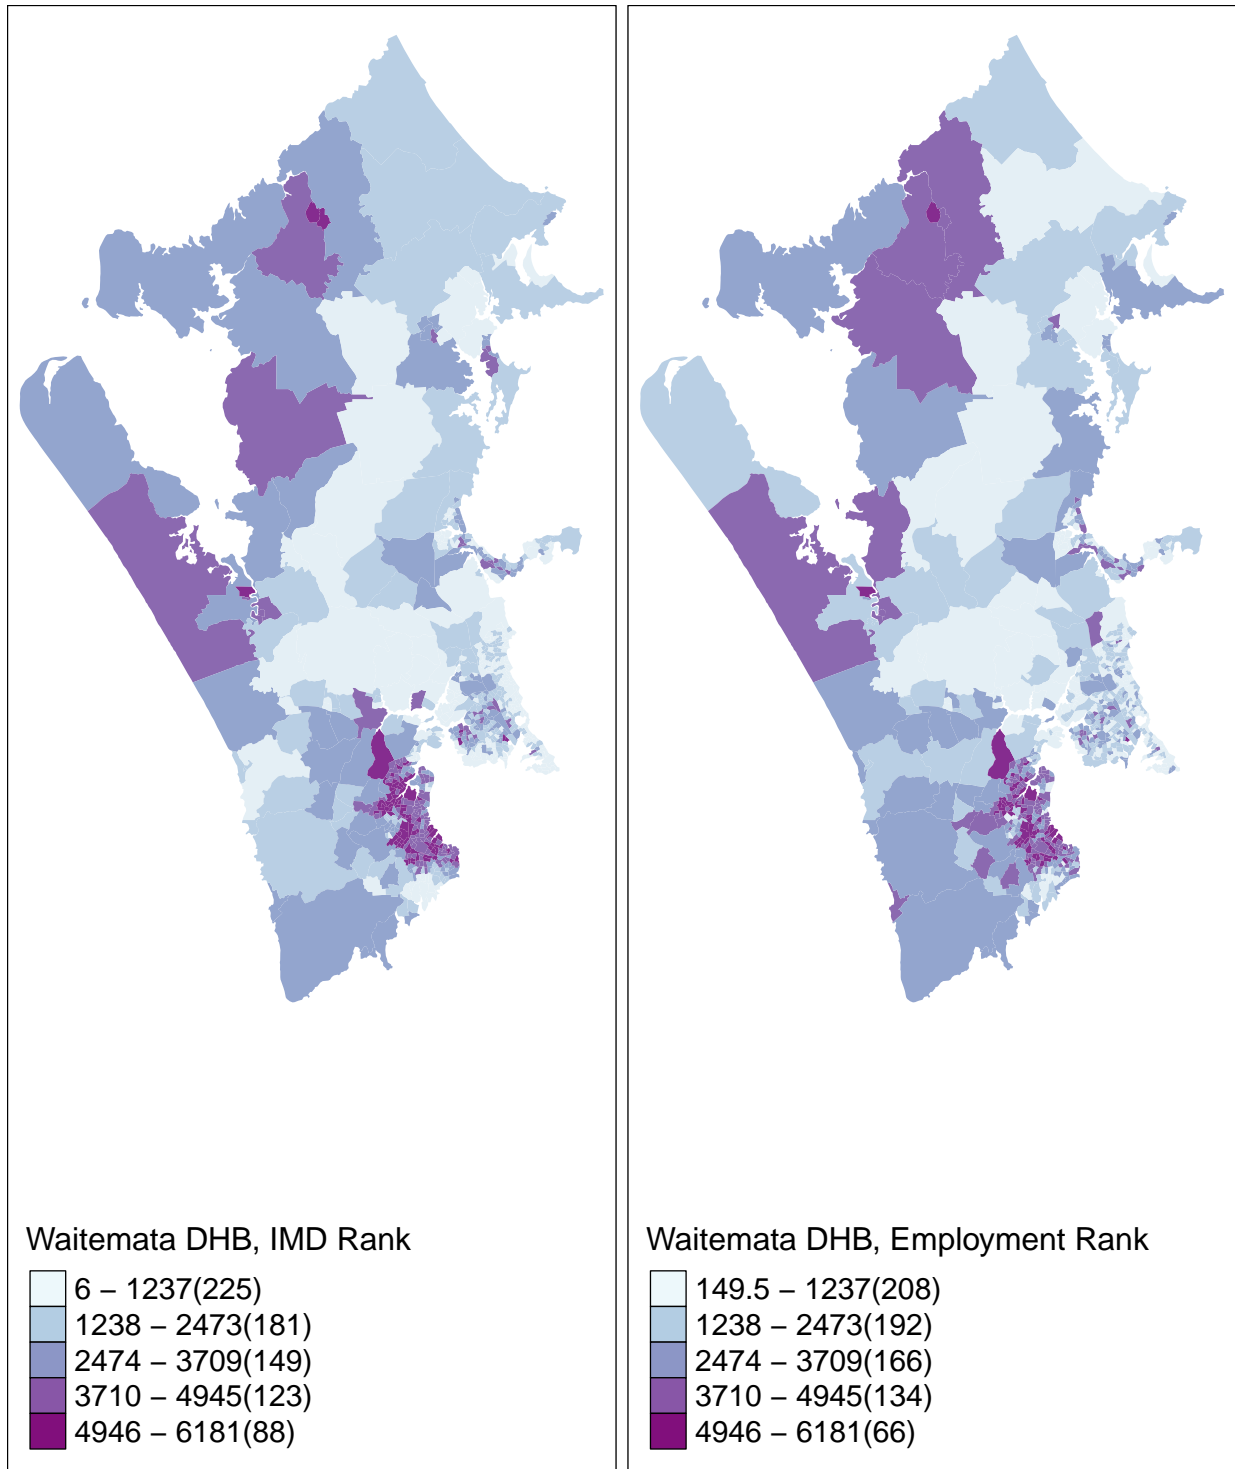 Waitemata DHB, IMD Rank
6 – 1237(225)
1238 – 2473(181)
2474 – 3709(149)
3710 – 4945(123)
4946 – 6181(88)
Waitemata DHB, Employment Rank
149.5 – 1237(208)
1238 – 2473(192)
2474 – 3709(166)
3710 – 4945(134)
4946 – 6181(66)